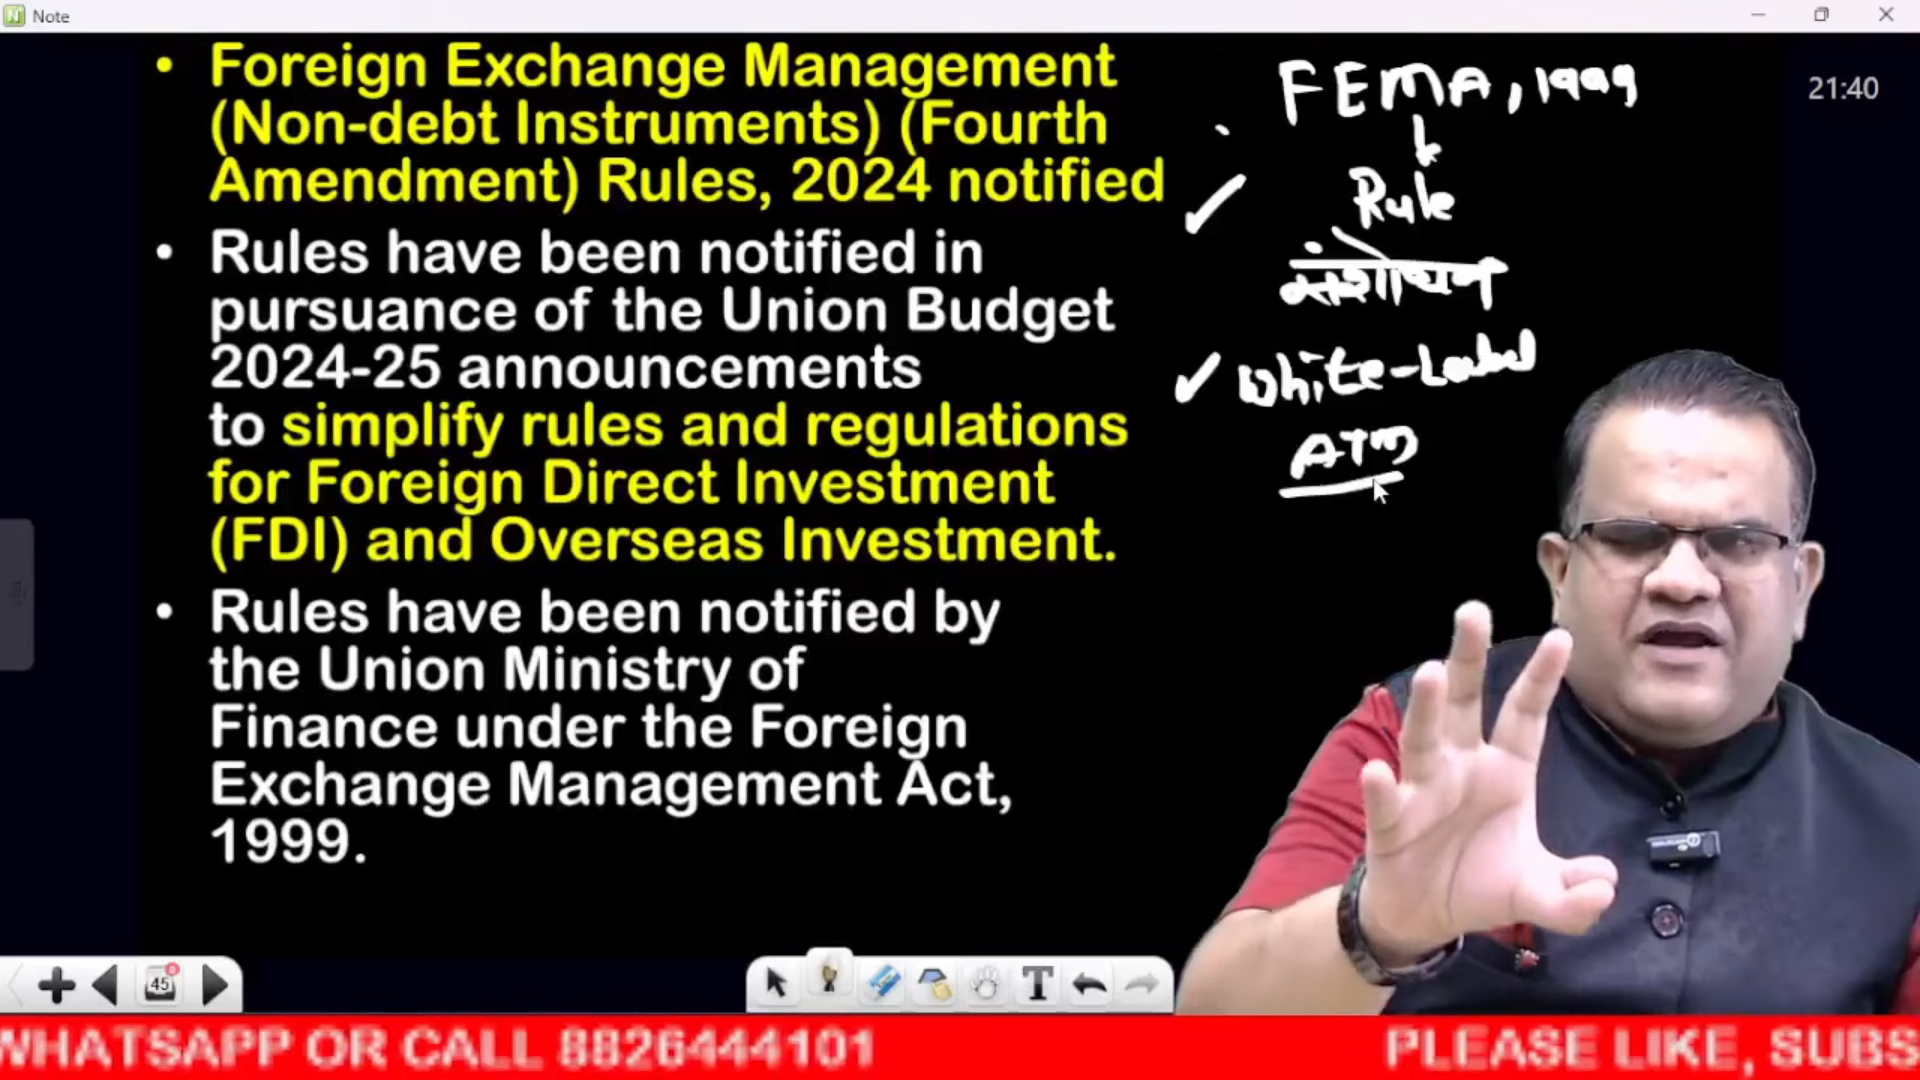 Note
• Foreign Exchange Management
(Non-debt Instruments) (Fourth
Amendment) Rules, 2024 notified
• Rules have been notified in
pursuance of the Union Budget
2024-25 announcements
to simplify rules and regulations
for Foreign Direct Investment
(FDI) and Overseas Investment.
• Rules have been notified by
the Union Ministry of
Finance under the Foreign
Exchange Management Act,
1999.
FEMA, 1999
Rule
संशोधन
White-Label
ATM
21:40
45
T
WHATSAPP OR CALL 8826444101
PLEASE LIKE, SUBS